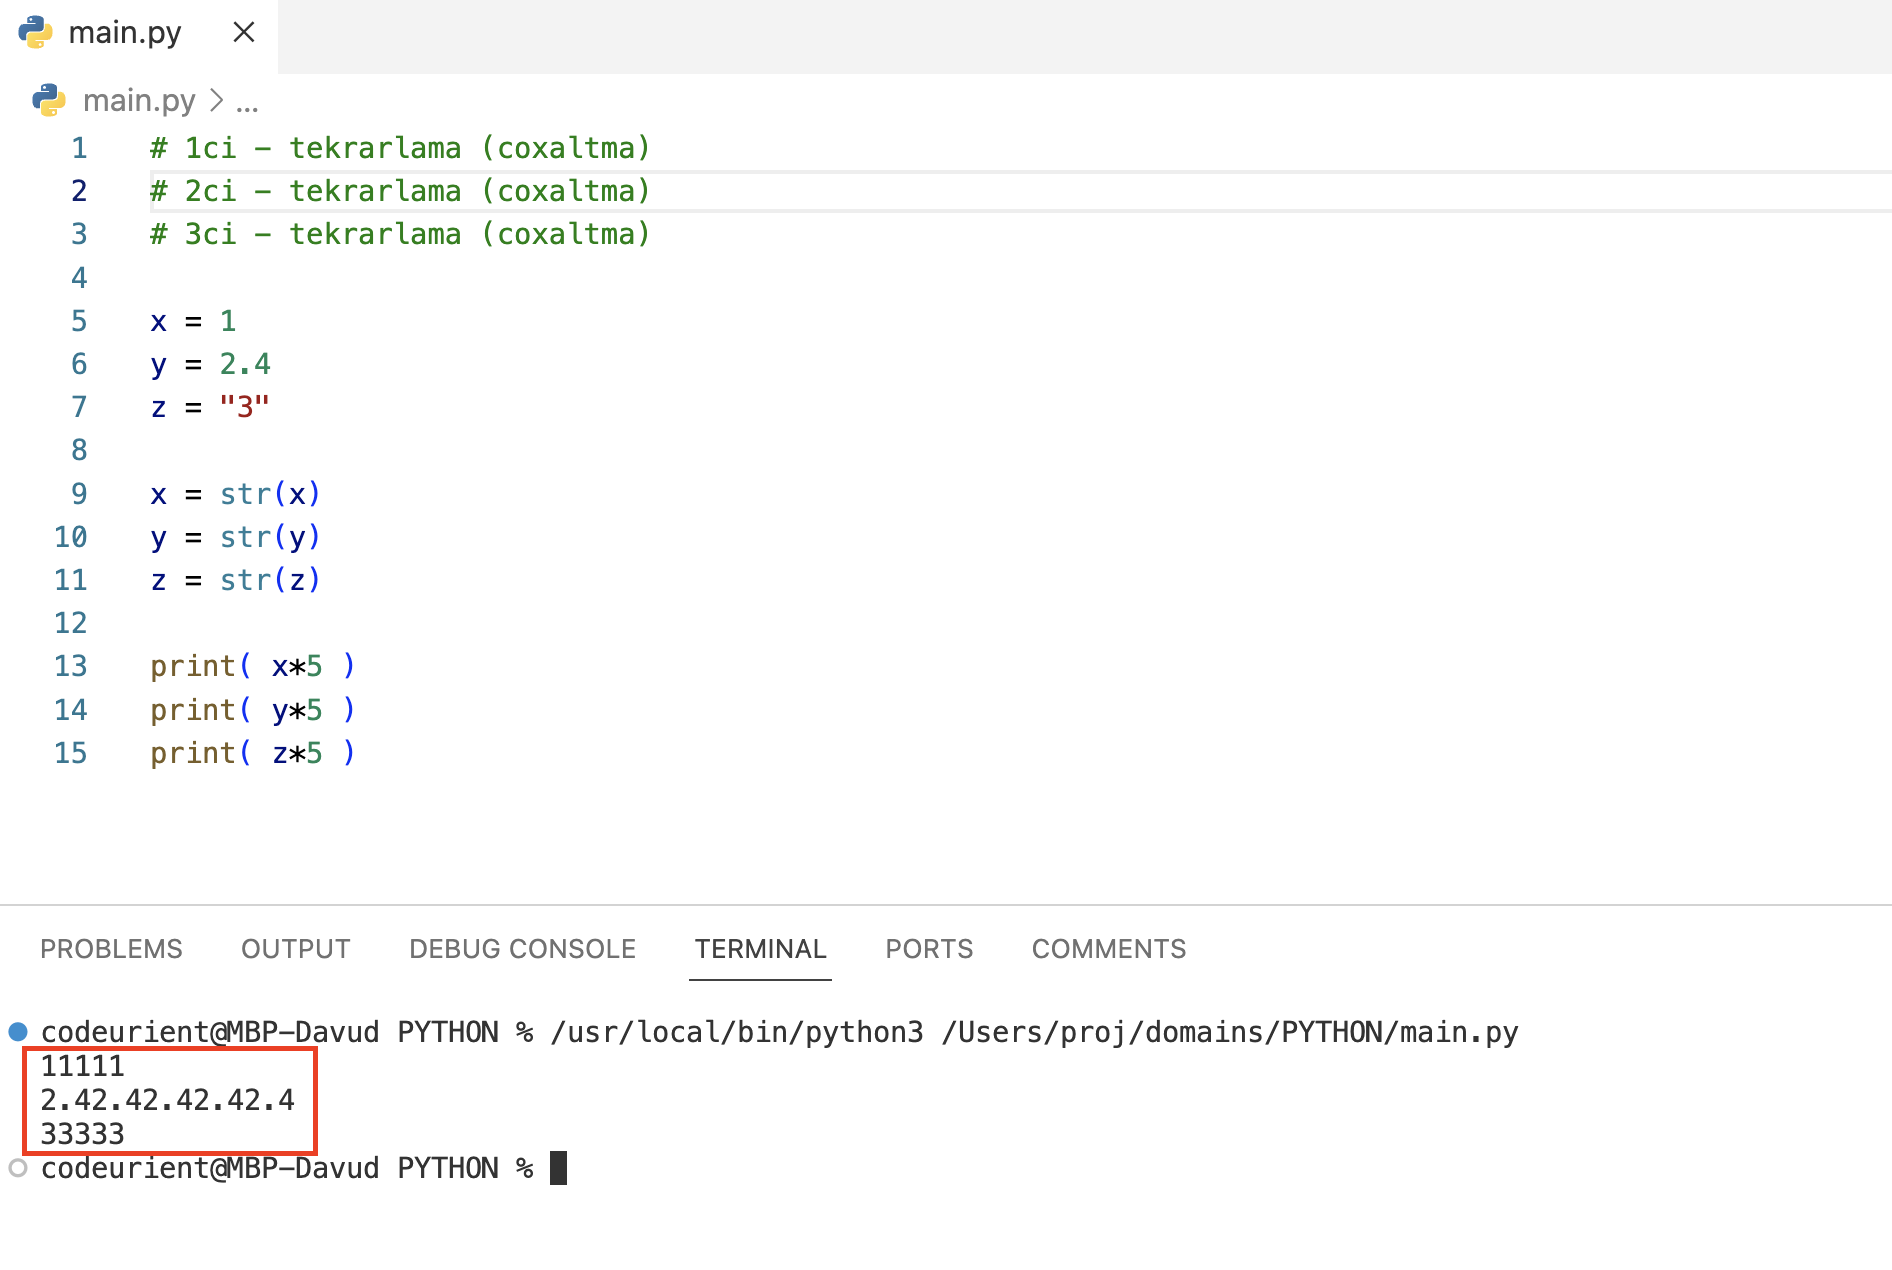 main.py
main.py > ...
1 # 1ci - tekrarlama (coxaltma)
2 # 2ci - tekrarlama (coxaltma)
3 # 3ci - tekrarlama (coxaltma)
4
5 x = 1
6 y = 2.4
7 z = "3"
8
9 x = str(x)
10 y = str(y)
11 z = str(z)
12
13 print( x*5 )
14 print( y*5 )
15 print( z*5 )
PROBLEMS OUTPUT DEBUG CONSOLE TERMINAL PORTS COMMENTS
codeurient@MBP-Davud PYTHON % /usr/local/bin/python3 /Users/proj/domains/PYTHON/main.py
11111
2.42.42.42.42.4
33333
codeurient@MBP-Davud PYTHON %